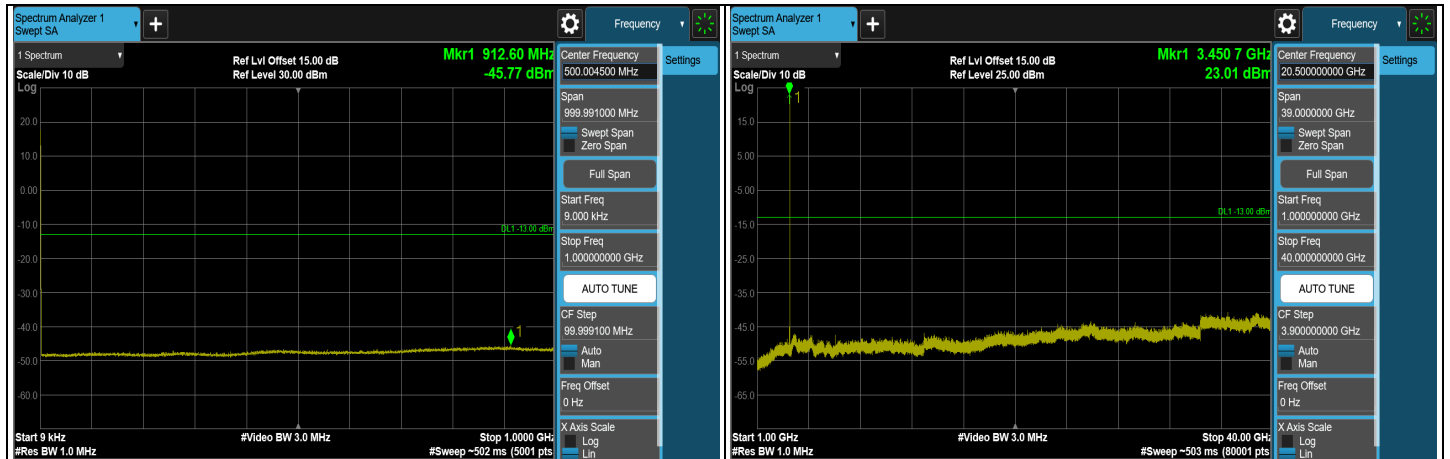 Spectrum Analyzer 1
Swept SA
+
Frequency
1 Spectrum
Ref Lvl Offset 15.00 dB
Mkr1 912.60 MHz
Scale/Div 10 dB
Ref Level 30.00 dBm
-45.77 dBm
Log
20.0
10.0
0.00
-10.0
-20.0
-30.0
-40.0
-50.0
-60.0
DL1 -13.00 dBm
1
Start 9 kHz
#Video BW 3.0 MHz
Stop 1.0000 GHz
#Res BW 1.0 MHz
#Sweep ~502 ms (5001 pts)
Center Frequency
500.004500 MHz
Settings
Span
999.991000 MHz
Swept Span
Zero Span
Full Span
Start Freq
9.000 kHz
Stop Freq
1.000000000 GHz
AUTO TUNE
CF Step
99.999100 MHz
Auto
Man
Freq Offset
0 Hz
X Axis Scale
Log
Lin
Spectrum Analyzer 1
Swept SA
+
Frequency
1 Spectrum
Ref Lvl Offset 15.00 dB
Mkr1 3.450 7 GHz
Scale/Div 10 dB
Ref Level 25.00 dBm
23.01 dBm
Log
1
15.0
5.00
-5.00
-15.0
-25.0
-35.0
-45.0
-55.0
-65.0
DL1 -13.00 dBm
Start 1.00 GHz
#Video BW 3.0 MHz
Stop 40.00 GHz
#Res BW 1.0 MHz
#Sweep ~503 ms (80001 pts)
Center Frequency
20.500000000 GHz
Settings
Span
39.0000000 GHz
Swept Span
Zero Span
Full Span
Start Freq
1.000000000 GHz
Stop Freq
40.000000000 GHz
AUTO TUNE
CF Step
3.900000000 GHz
Auto
Man
Freq Offset
0 Hz
X Axis Scale
Log
Lin